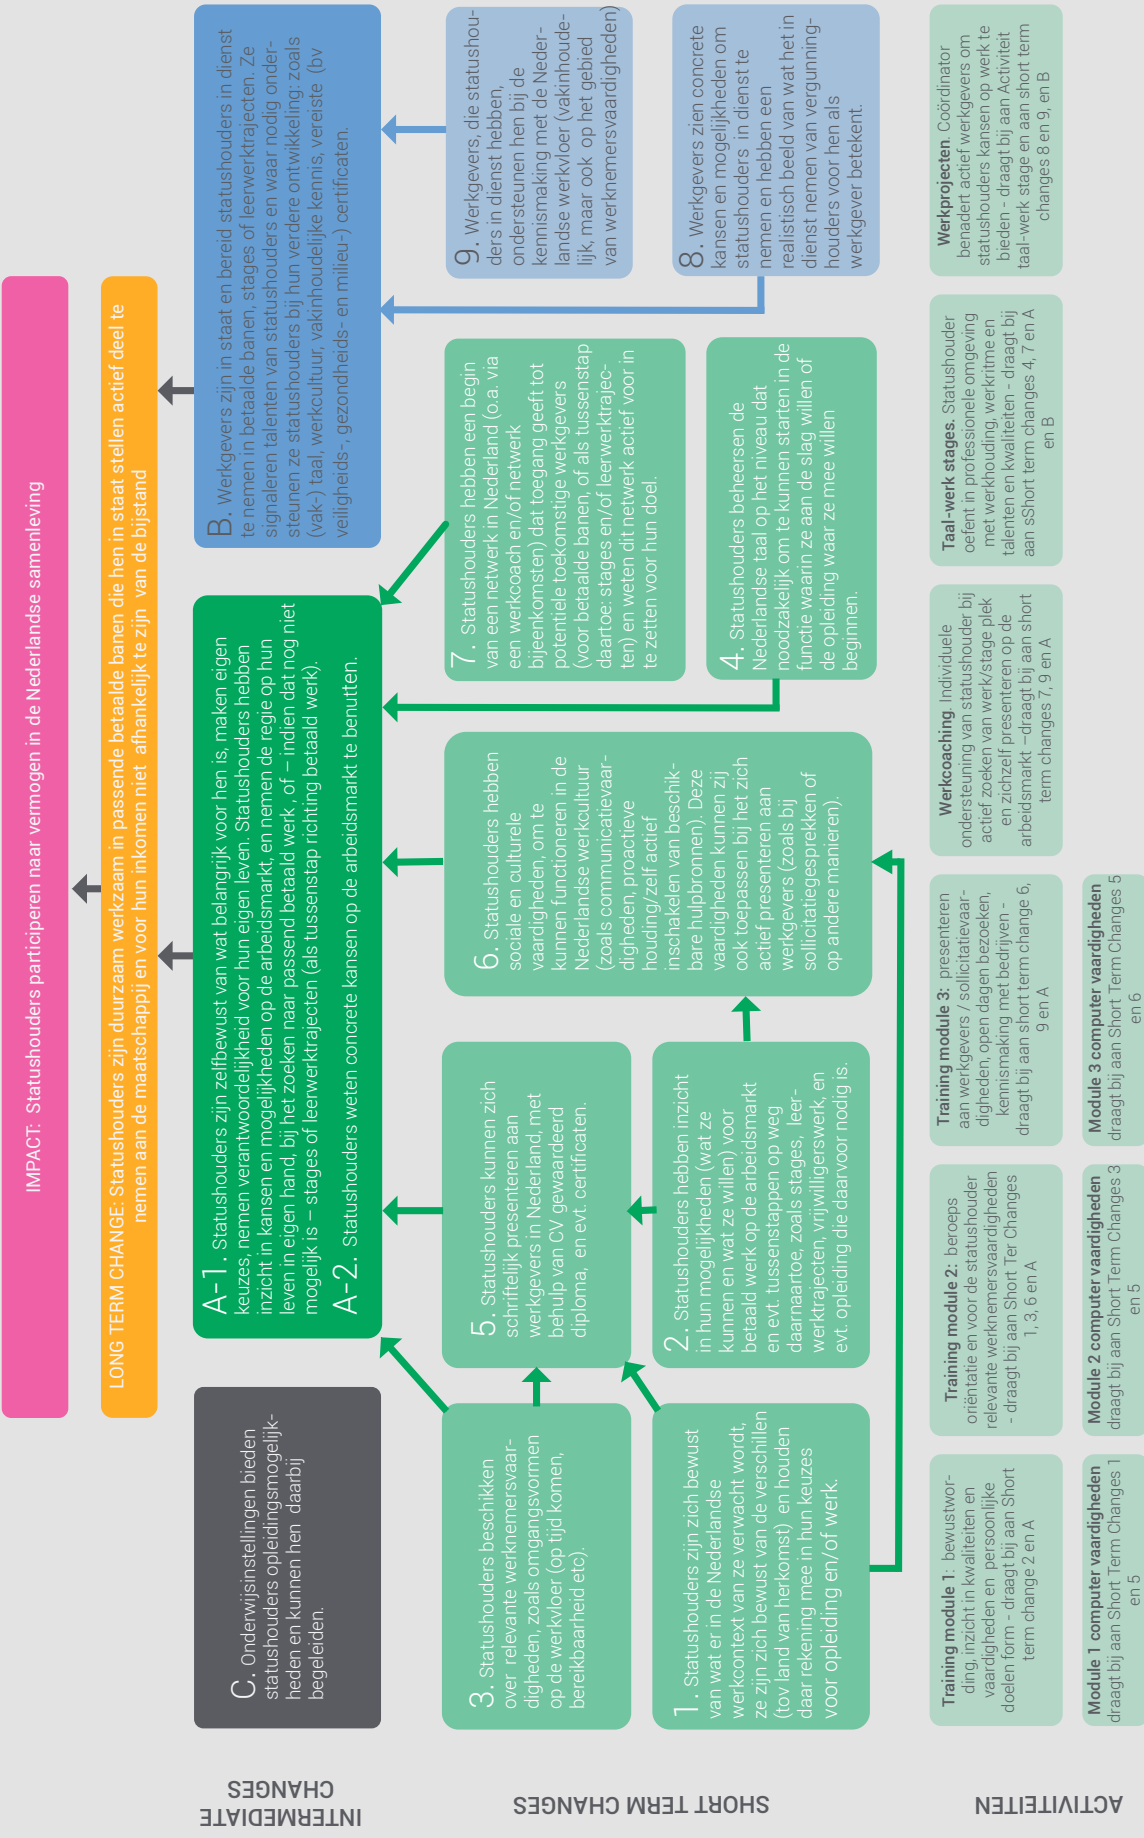 IMPACT: Statushouders participeren naar vermogen in de Nederlandse samenleving
LONG TERM CHANGE: Statushouders zijn duurzaam werkzaam in passende betaalde banen die hen in staat stellen actief deel te
nemen aan de maatschappij en voor hun inkomen niet afhankelijk te zijn van de bijstand
INTERMEDIATE
CHANGES
C. Onderwijsinstellingen bieden
statushouders opleidingsmogelijk-
heden en kunnen hen daarbij
begeleiden.
A-1. Statushouders zijn zelfbewust van wat belangrijk voor hen is, maken eigen
keuzes, nemen verantwoordelijkheid voor hun eigen leven. Statushouders hebben
inzicht in kansen en mogelijkheden op de arbeidsmarkt, en nemen de regie op hun
leven in eigen hand, bij het zoeken naar passend betaald werk , of – indien dat nog niet
mogelijk is – stages of leerwerktrajecten (als tussenstap richting betaald werk).
A-2. Statushouders weten concrete kansen op de arbeidsmarkt te benutten.
B. Werkgevers zijn in staat en bereid statushouders in dienst
te nemen in betaalde banen, stages of leerwerktrajecten. Ze
signaleren talenten van statushouders en waar nodig onder-
steunen ze statushouders bij hun verdere ontwikkeling: zoals
(vak-) taal, werkcultuur, vakinhoudelijke kennis, vereiste (bv
veiligheids-, gezondheids- en milieu-) certificaten.
SHORT TERM CHANGES
3. Statushouders beschikken
over relevante werknemersvaar-
digheden, zoals omgangsvormen
op de werkvloer (op tijd komen,
bereikbaarheid etc).
5. Statushouders kunnen zich
schriftelijk presenteren aan
werkgevers in Nederland, met
behulp van CV gewaardeerd
diploma, en evt. certificaten.
6. Statushouders hebben
sociale en culturele
vaardigheden, om te
kunnen functioneren in de
Nederlandse werkcultuur
(zoals communicatievaar-
digheden, proactieve
houding/zelf actief
inschakelen van beschik-
bare hulpbronnen). Deze
vaardigheden kunnen zij
ook toepassen bij het zich
actief presenteren aan
werkgevers (zoals bij
sollicitatiegesprekken of
op andere manieren).
7. Statushouders hebben een begin
van een netwerk in Nederland (o.a. via
een werkcoach en/of netwerk
bijeenkomsten) dat toegang geeft tot
potentiële toekomstige werkgevers
(voor betaalde banen, of als tussenstap
daartoe: stages en/of leerwerktrajec-
ten) en weten dit netwerk actief voor in
te zetten voor hun doel.
9. Werkgevers, die statushou-
ders in dienst hebben,
ondersteunen hen bij de
kennismaking met de Neder-
landse werkvloer (vakinhoude-
lijk, maar ook op het gebied
van werknemersvaardigheden)
1. Statushouders zijn zich bewust
van wat er in de Nederlandse
werkcontext van ze verwacht wordt,
ze zijn zich bewust van de verschillen
(tov land van herkomst) en houden
daar rekening mee in hun keuzes
voor opleiding en/of werk.
2. Statushouders hebben inzicht
in hun mogelijkheden (wat ze
kunnen en wat ze willen) voor
betaald werk op de arbeidsmarkt
en evt. tussenstappen op weg
daarnaartoe, zoals stages, leer-
werktrajecten, vrijwilligerswerk, en
evt. opleiding die daarvoor nodig is.
4. Statushouders beheersen de
Nederlandse taal op het niveau dat
noodzakelijk om te kunnen starten in de
functie waarin ze aan de slag willen of
de opleiding waar ze mee willen
beginnen.
8. Werkgevers zien concrete
kansen en mogelijkheden om
statushouders in dienst te
nemen en hebben een
realistisch beeld van wat het in
dienst nemen van vergunning-
houders voor hen als
werkgever betekent.
ACTIVITEITEN
Training module 1: bewustwor-
ding, inzicht in kwaliteiten en
vaardigheden en persoonlijke
doelen form - draagt bij aan Short
term change 2 en A
Training module 2: beroeps
oriëntatie en voor de statushouder
relevante werknemersvaardigheden
- draagt bij aan Short Ter Changes
1, 3, 6 en A
Training module 3: presenteren
aan werkgevers / sollicitatievaar-
digheden, open dagen bezoeken,
kennismaking met bedrijven -
draagt bij aan short term change 6,
9 en A
Werkcoaching. Individuele
ondersteuning van statushouder bij
actief zoeken van werk/stage plek
en zichzelf presenteren op de
arbeidsmarkt –draagt bij aan short
term changes 7, 9 en A
Taal-werk stages. Statushouder
oefent in professionele omgeving
met werkhouding, werkritme en
talenten en kwaliteiten - draagt bij
aan sShort term changes 4, 7 en A
en B
Werkprojecten. Coördinator
benadert actief werkgevers om
statushouders kansen op werk te
bieden - draagt bij aan Activiteit
taal-werk stage en aan short term
changes 8 en 9, en B
Module 1 computer vaardigheden
draagt bij aan Short Term Changes 1
en 5
Module 2 computer vaardigheden
draagt bij aan Short Term Changes 3
en 5
Module 3 computer vaardigheden
draagt bij aan Short Term Changes 5
en 6